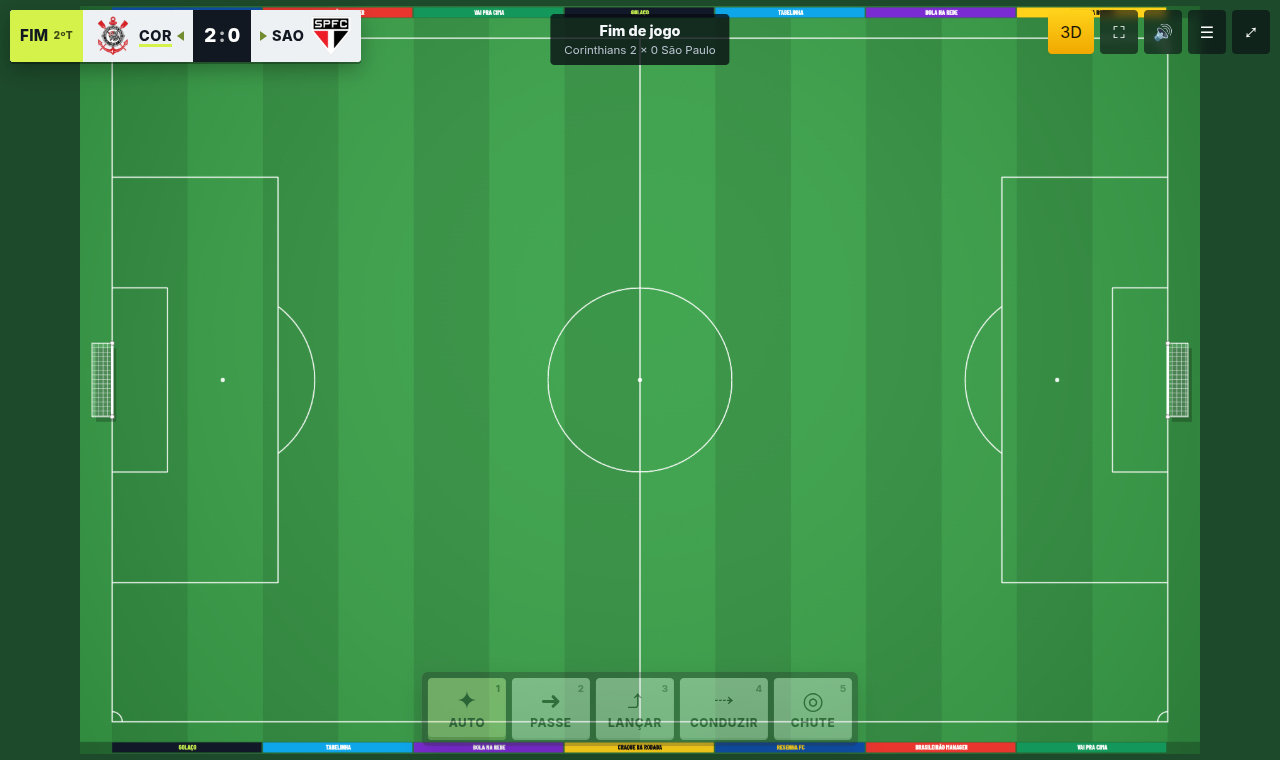 FIM 2ºT
COR
2:0
SAO
SPFC
Fim de jogo
Corinthians 2 × 0 São Paulo
3D
VAI PRA CIMA
GOLAÇO
TABELINHA
BOLA NA REDE
1
AUTO
2
PASSE
3
LANÇAR
4
CONDUZIR
5
CHUTE
GOLAÇO
TABELINHA
BOLA NA REDE
CRAQUE DA RODADA
RESENHA FC
BRASILEIRÃO MANAGER
VAI PRA CIMA